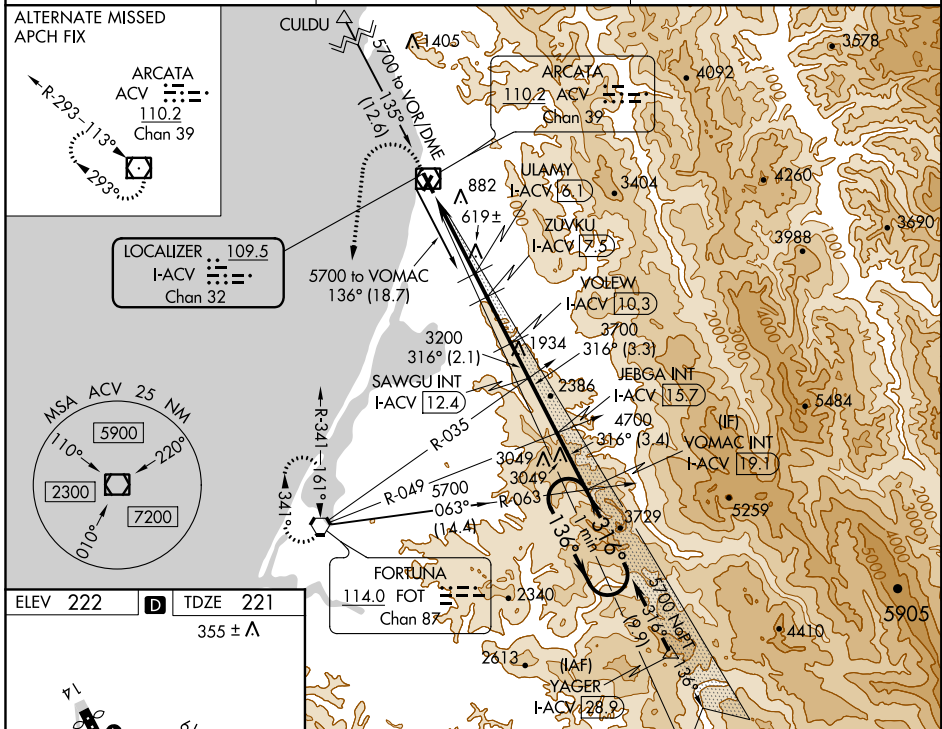 ALTERNATE MISSED
APCH FIX
ARCATA
ACV
110.2
Chan 39
R-293
113°
293°
CULDU
5700 to VOR/DME
135°
(12.6)
1405
ARCATA
110.2 ACV
Chan 39
3578
4092
ULAMY
I-ACV 6.1
882
619±
3404
4260
3690
ZUVKU
I-ACV 7.5
3988
LOCALIZER 109.5
I-ACV
Chan 32
5700 to VOMAC
136° (18.7)
VOLEW
I-ACV 10.3
3200
316° (2.1)
1934
3700
316° (3.3)
SAWGU INT
I-ACV 12.4
2386
JEBGA INT
I-ACV 15.7
5484
4700
316° (3.4)
(IF)
VOMAC INT
I-ACV 19.1
MSA ACV 25 NM
5900
110°
220°
2300
7200
010°
R-341
161°
341°
R-035
R-049
3049
3049
5700
063°
(14.4)
R-063
5259
3729
316°
1 min
136°
FORTUNA
114.0 FOT
Chan 87
2340
5905
5700 NoPT
316°
(9.9)
136°
4410
2613
(IAF)
YAGER
I-ACV 28.9
3000
2000
ELEV 222
D
TDZE 221
355 ±
14